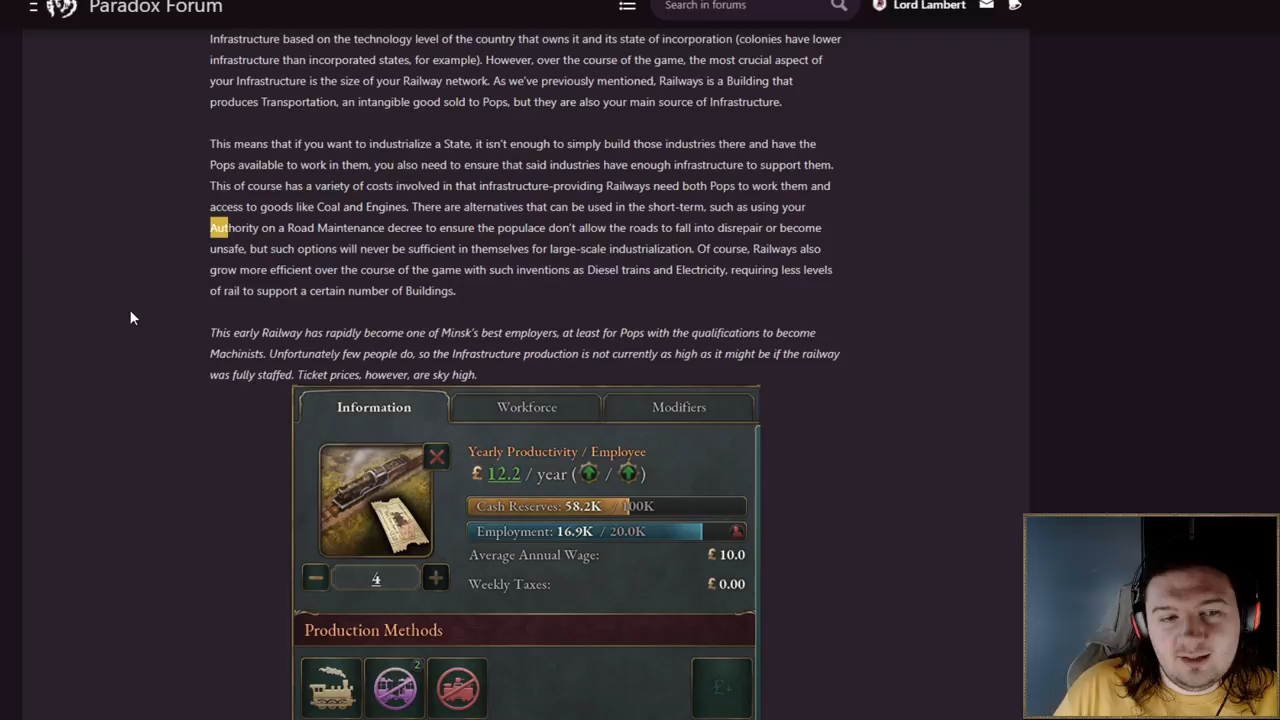 Paradox Forum
Search in forums
Lord Lambert
Infrastructure based on the technology level of the country that owns it and its state of incorporation (colonies have lower
infrastructure than incorporated states, for example). However, over the course of the game, the most crucial aspect of
your Infrastructure is the size of your Railway network. As we've previously mentioned, Railways is a Building that
produces Transportation, an intangible good sold to Pops, but they are also your main source of Infrastructure.
This means that if you want to industrialize a State, it isn't enough to simply build those industries there and have the
Pops available to work in them, you also need to ensure that said industries have enough infrastructure to support them.
This of course has a variety of costs involved in that infrastructure-providing Railways need both Pops to work them and
access to goods like Coal and Engines. There are alternatives that can be used in the short-term, such as using your
Authority on a Road Maintenance decree to ensure the populace don't allow the roads to fall into disrepair or become
unsafe, but such options will never be sufficient in themselves for large-scale industrialization. Of course, Railways also
grow more efficient over the course of the game with such inventions as Diesel trains and Electricity, requiring less levels
of rail to support a certain number of Buildings.
This early Railway has rapidly become one of Minsk's best employers, at least for Pops with the qualifications to become
Machinists. Unfortunately few people do, so the Infrastructure production is not currently as high as it might be if the railway
was fully staffed. Ticket prices, however, are sky high.
Information
Workforce
Modifiers
Yearly Productivity / Employee
£ 12.2 / year ( / )
Cash Reserves: 58.2K / 100K
Employment: 16.9K / 20.0K
Average Annual Wage: £ 10.0
4
Weekly Taxes: £ 0.00
Production Methods
2
£+